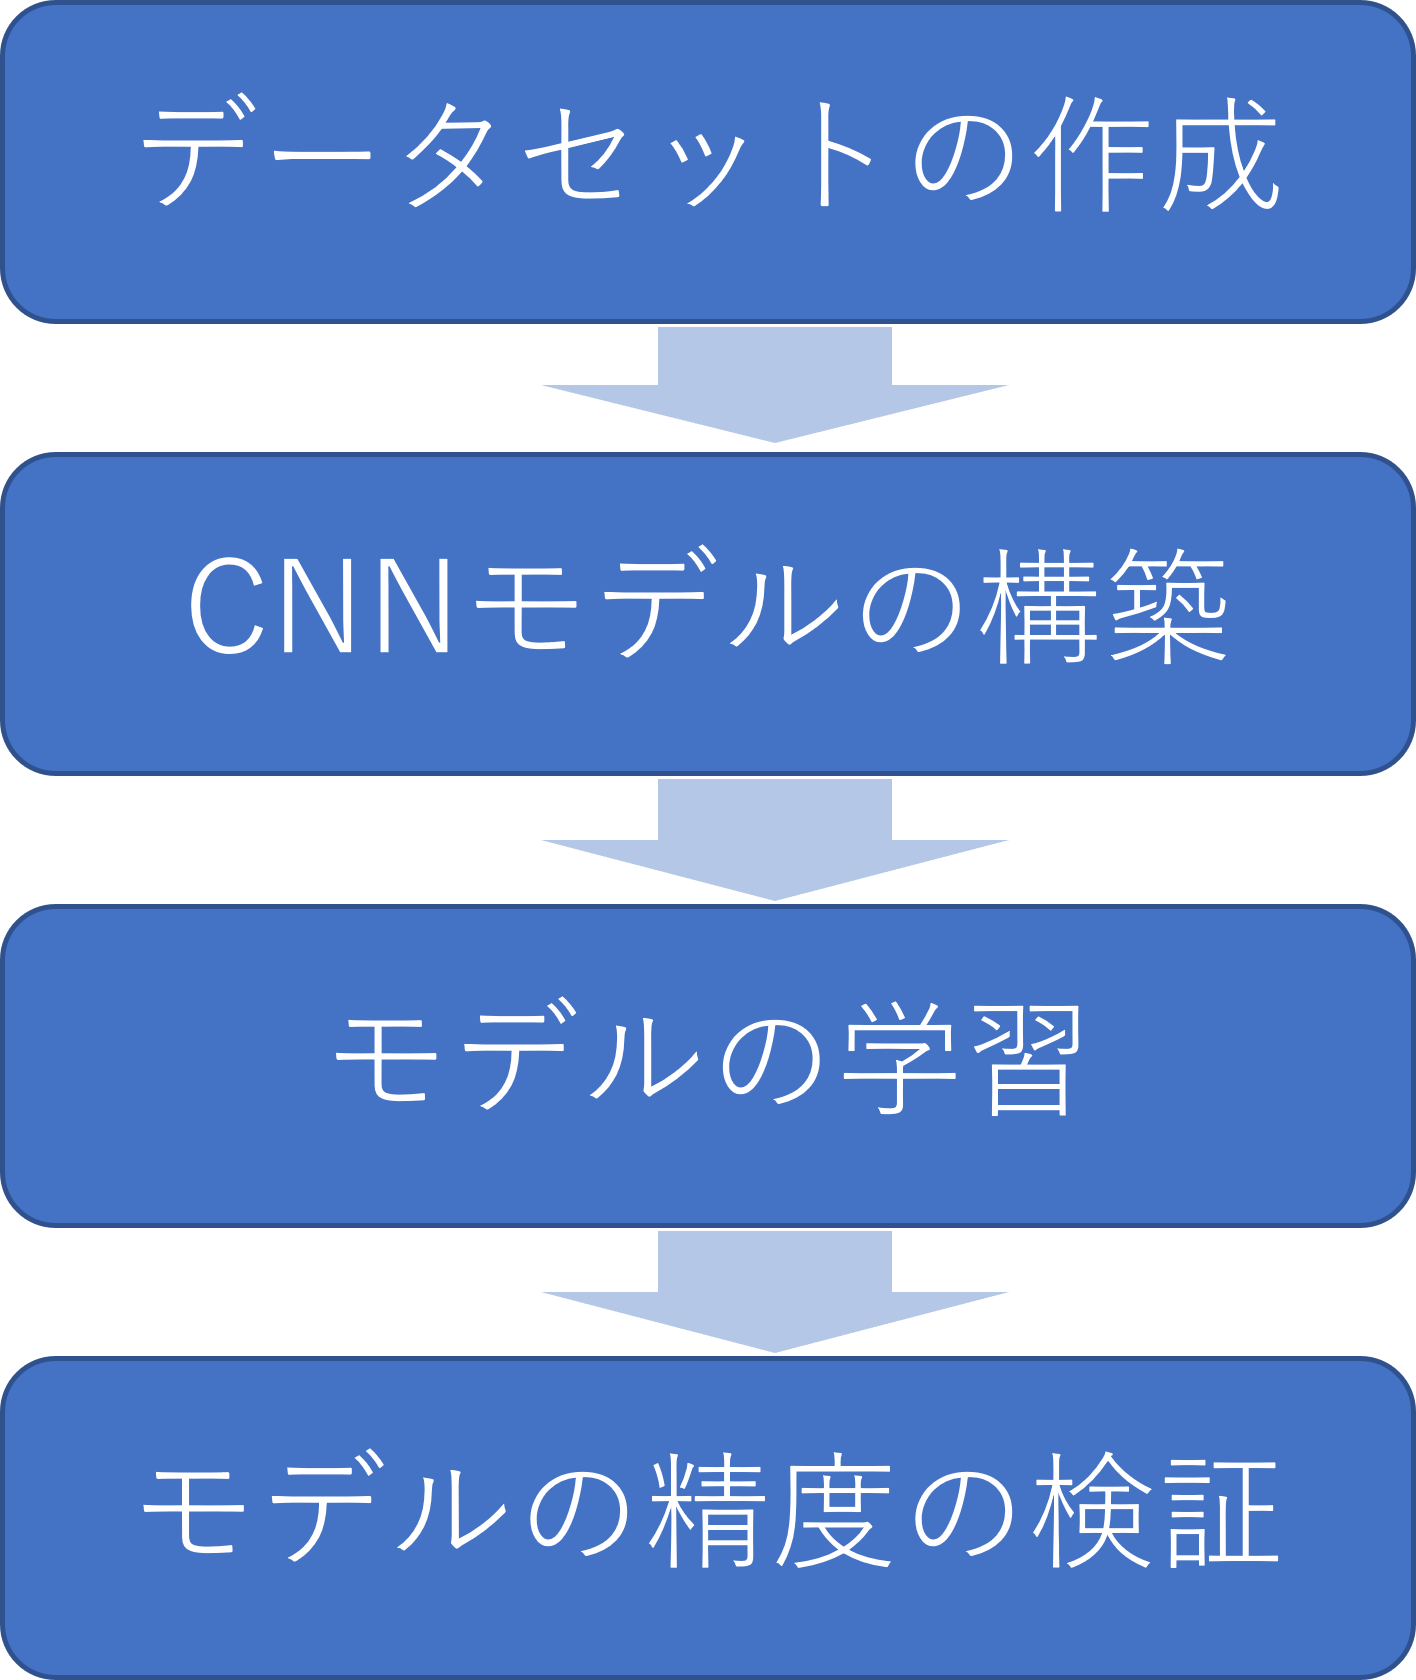 データセットの作成
CNNモデルの構築
モデルの学習
モデルの精度の検証